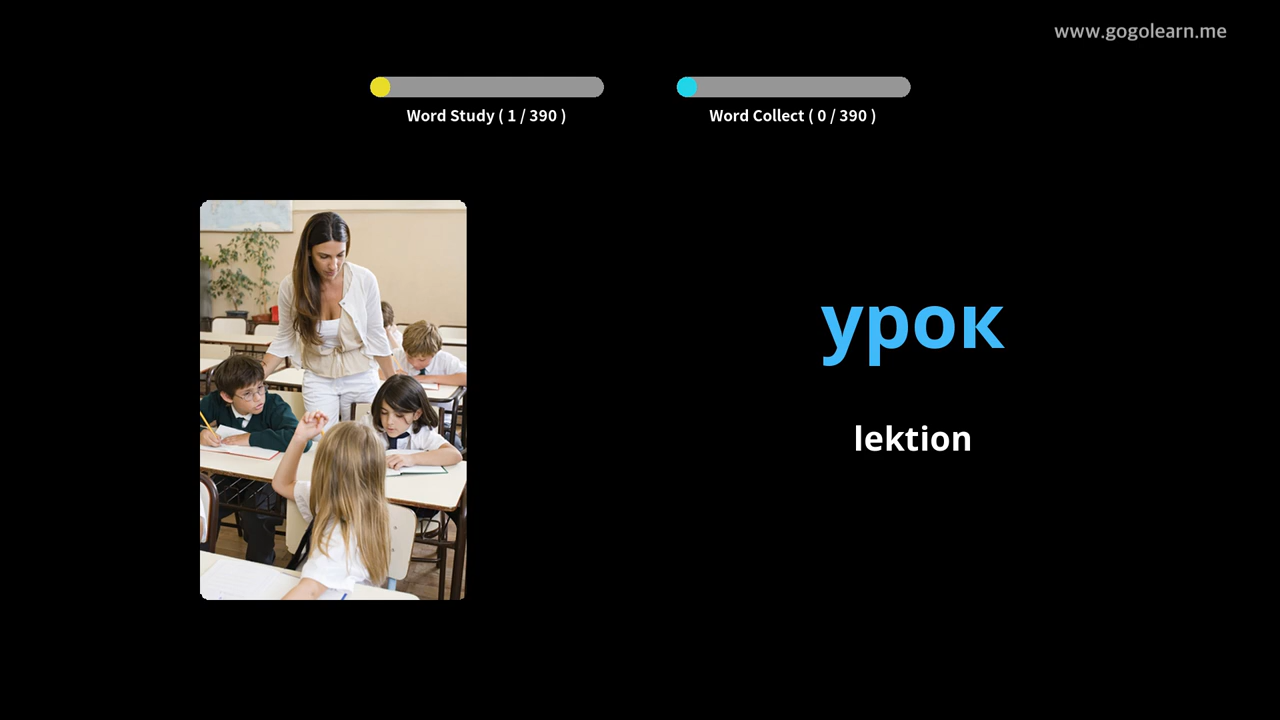 www.gogolearn.me
Word Study ( 1 / 390 )
Word Collect ( 0 / 390 )
урок
lektion